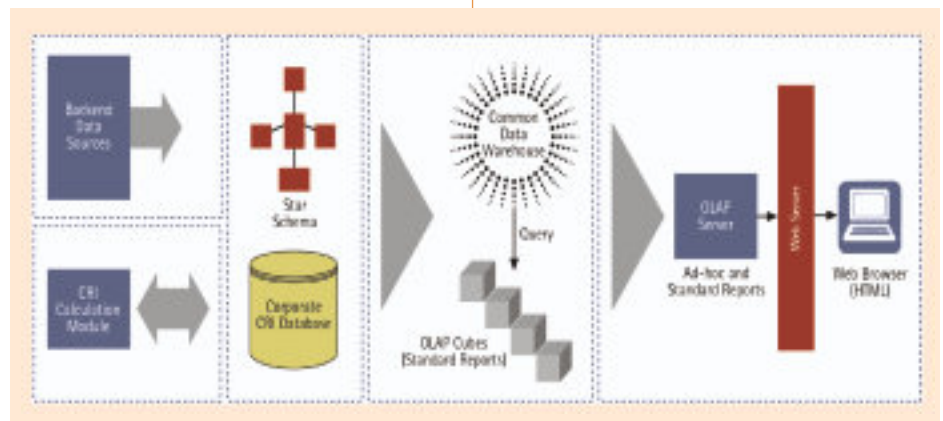 Backend
Data
Sources
CRI
Calculation
Module
Star
Schema
Corporate
CRI Database
Common
Data
Warehouse
Query
OLAP Cubes
(Standard Reports)
OLAP
Server
Ad-hoc and
Standard Reports
Web Server
Web Browser
(HTML)